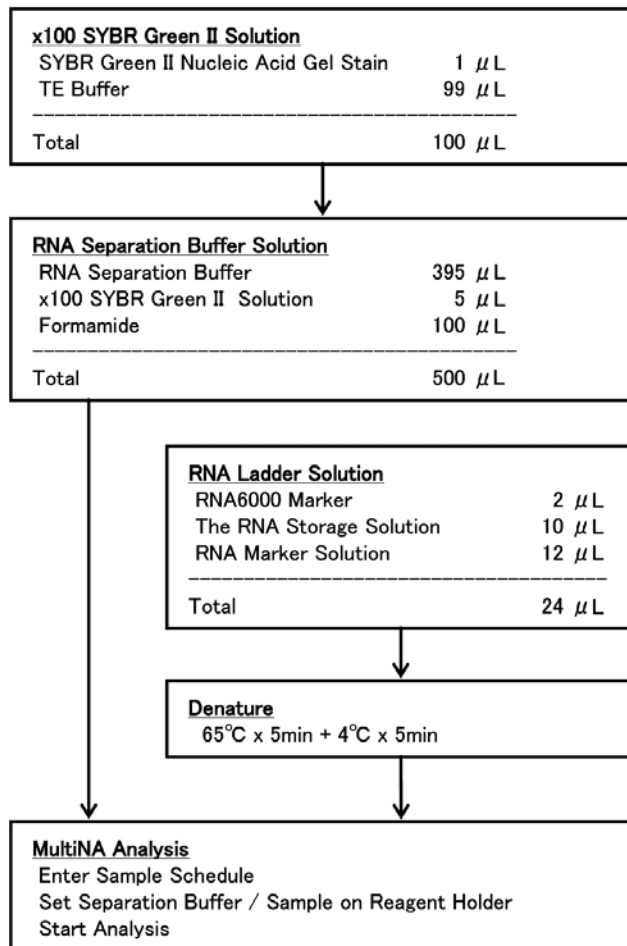 x100 SYBR Green II Solution
SYBR Green II Nucleic Acid Gel Stain 1 μL
TE Buffer 99 μL
Total 100 μL
RNA Separation Buffer Solution
RNA Separation Buffer 395 μL
x100 SYBR Green II Solution 5 μL
Formamide 100 μL
Total 500 μL
RNA Ladder Solution
RNA6000 Marker 2 μL
The RNA Storage Solution 10 μL
RNA Marker Solution 12 μL
Total 24 μL
Denature
65℃ x 5min + 4℃ x 5min
MultiNA Analysis
Enter Sample Schedule
Set Separation Buffer / Sample on Reagent Holder
Start Analysis